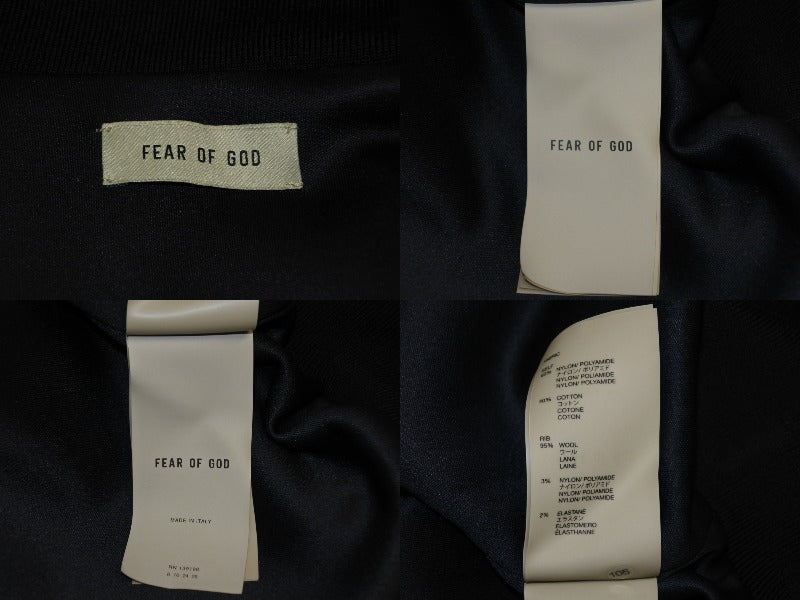 FEAR OF GOD
FEAR OF GOD
FEAR OF GOD
MADE IN ITALY
NYLON/ POLYAMIDE
ナイロン/ ポリアミド
NYLON/ POLIAMIDE
NYLON/ POLYAMIDE
COTTON
コットン
COTONE
COTON
RIB
95% WOOL
ウール
LANA
LAINE
3% NYLON/ POLYAMIDE
ナイロン/ ポリアミド
NYLON/ POLIAMIDE
NYLON/ POLYAMIDE
2% ELASTANE
エラスタン
ELASTOMERO
ELASTHANNE